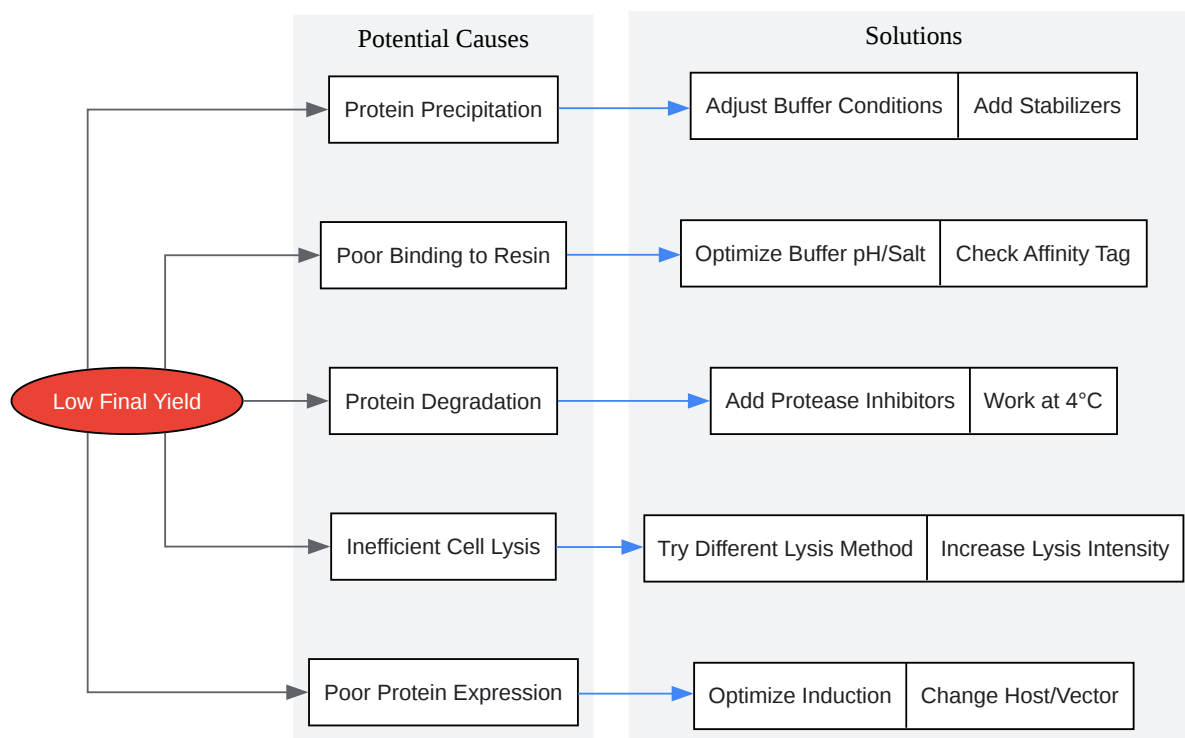 Potential Causes
Solutions
Protein Precipitation
Adjust Buffer Conditions
Add Stabilizers
Poor Binding to Resin
Optimize Buffer pH/Salt
Check Affinity Tag
Low Final Yield
Protein Degradation
Add Protease Inhibitors
Work at 4°C
Inefficient Cell Lysis
Try Different Lysis Method
Increase Lysis Intensity
Poor Protein Expression
Optimize Induction
Change Host/Vector